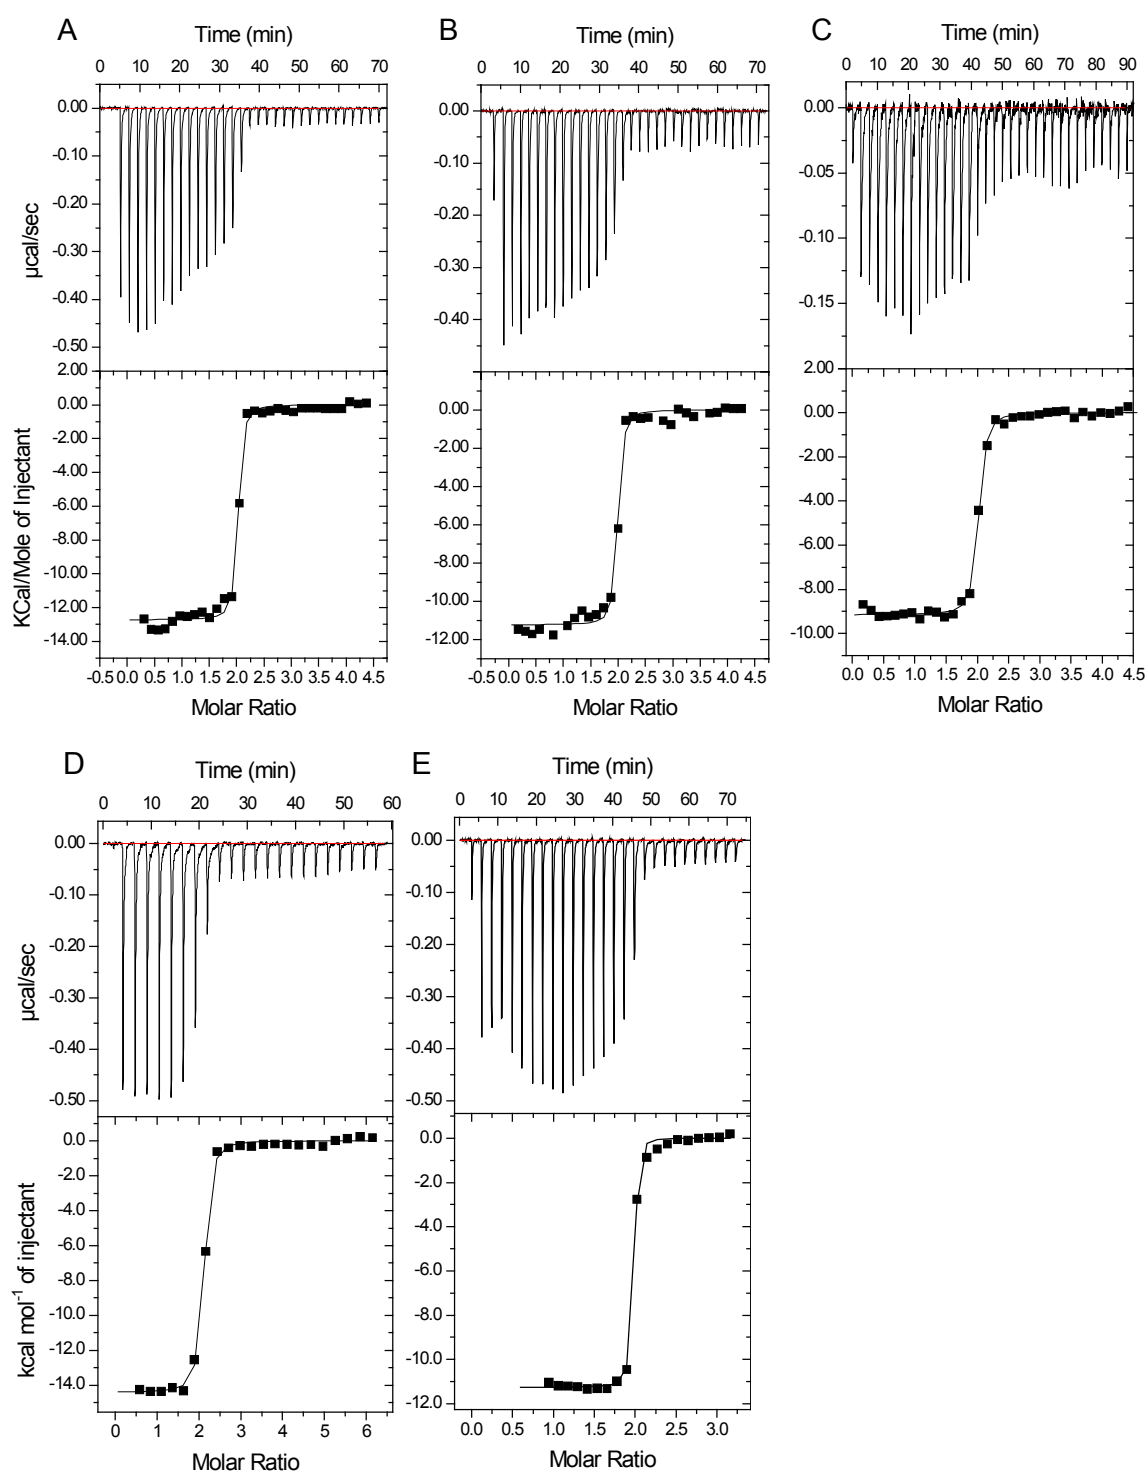 A
Time (min)
0 10 20 30 40 50 60 70
0.00
-0.10
-0.20
-0.30
-0.40
-0.50
µcal/sec
2.00
0.00
-2.00
-4.00
-6.00
-8.00
-10.00
-12.00
-14.00
KCal/Mole of Injectant
-0.5 0.0 0.5 1.0 1.5 2.0 2.5 3.0 3.5 4.0 4.5
Molar Ratio
B
Time (min)
0 10 20 30 40 50 60 70
0.00
-0.10
-0.20
-0.30
-0.40
0.00
-2.00
-4.00
-6.00
-8.00
-10.00
-12.00
-0.5 0.0 0.5 1.0 1.5 2.0 2.5 3.0 3.5 4.0 4.5
Molar Ratio
C
Time (min)
0 10 20 30 40 50 60 70 80 90
0.00
-0.05
-0.10
-0.15
2.00
0.00
-2.00
-4.00
-6.00
-8.00
-10.00
0.0 0.5 1.0 1.5 2.0 2.5 3.0 3.5 4.0 4.5
Molar Ratio
D
Time (min)
0 10 20 30 40 50 60
0.00
-0.10
-0.20
-0.30
-0.40
-0.50
µcal/sec
0.0
-2.0
-4.0
-6.0
-8.0
-10.0
-12.0
-14.0
kcal mol⁻¹ of injectant
0 1 2 3 4 5 6
Molar Ratio
E
Time (min)
0 10 20 30 40 50 60 70
0.00
-0.10
-0.20
-0.30
-0.40
-0.50
0.0
-2.0
-4.0
-6.0
-8.0
-10.0
-12.0
0.0 0.5 1.0 1.5 2.0 2.5 3.0
Molar Ratio